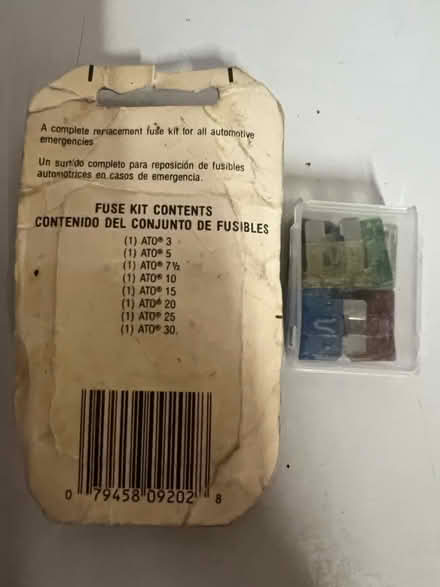 A complete replacement fuse kit for all automotive
emergencies
Un surtido completo para reposición de fusibles
automotrices en casos de emergencia.
FUSE KIT CONTENTS
CONTENIDO DEL CONJUNTO DE FUSIBLES
(1) ATO® 3
(1) ATO® 5
(1) ATO® 7½
(1) ATO® 10
(1) ATO® 15
(1) ATO® 20
(1) ATO® 25
(1) ATO® 30
0 79458 09202 8